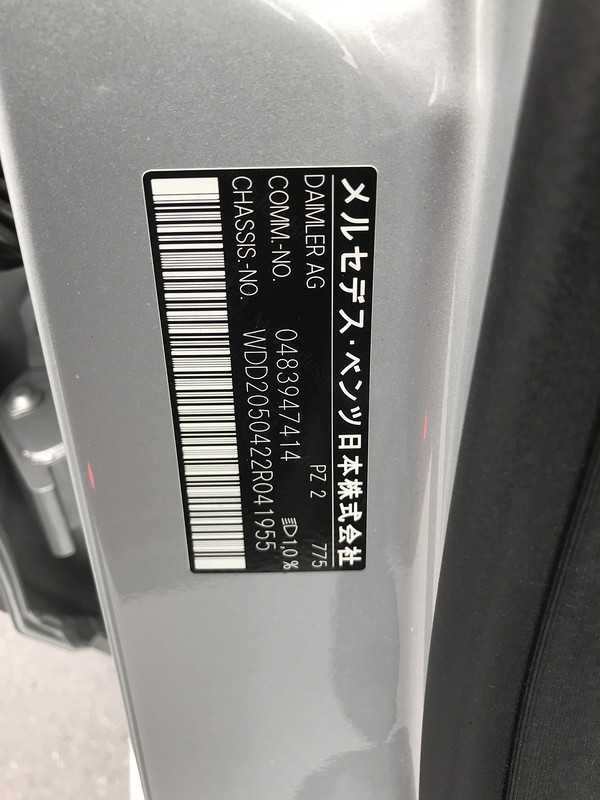 メルセデス・ベンツ日本株式会社
DAIMLER AG 775
COMM.-NO. 0483947414 PZ 2
CHASSIS.-NO. WDD2050422R041955 1,0 %